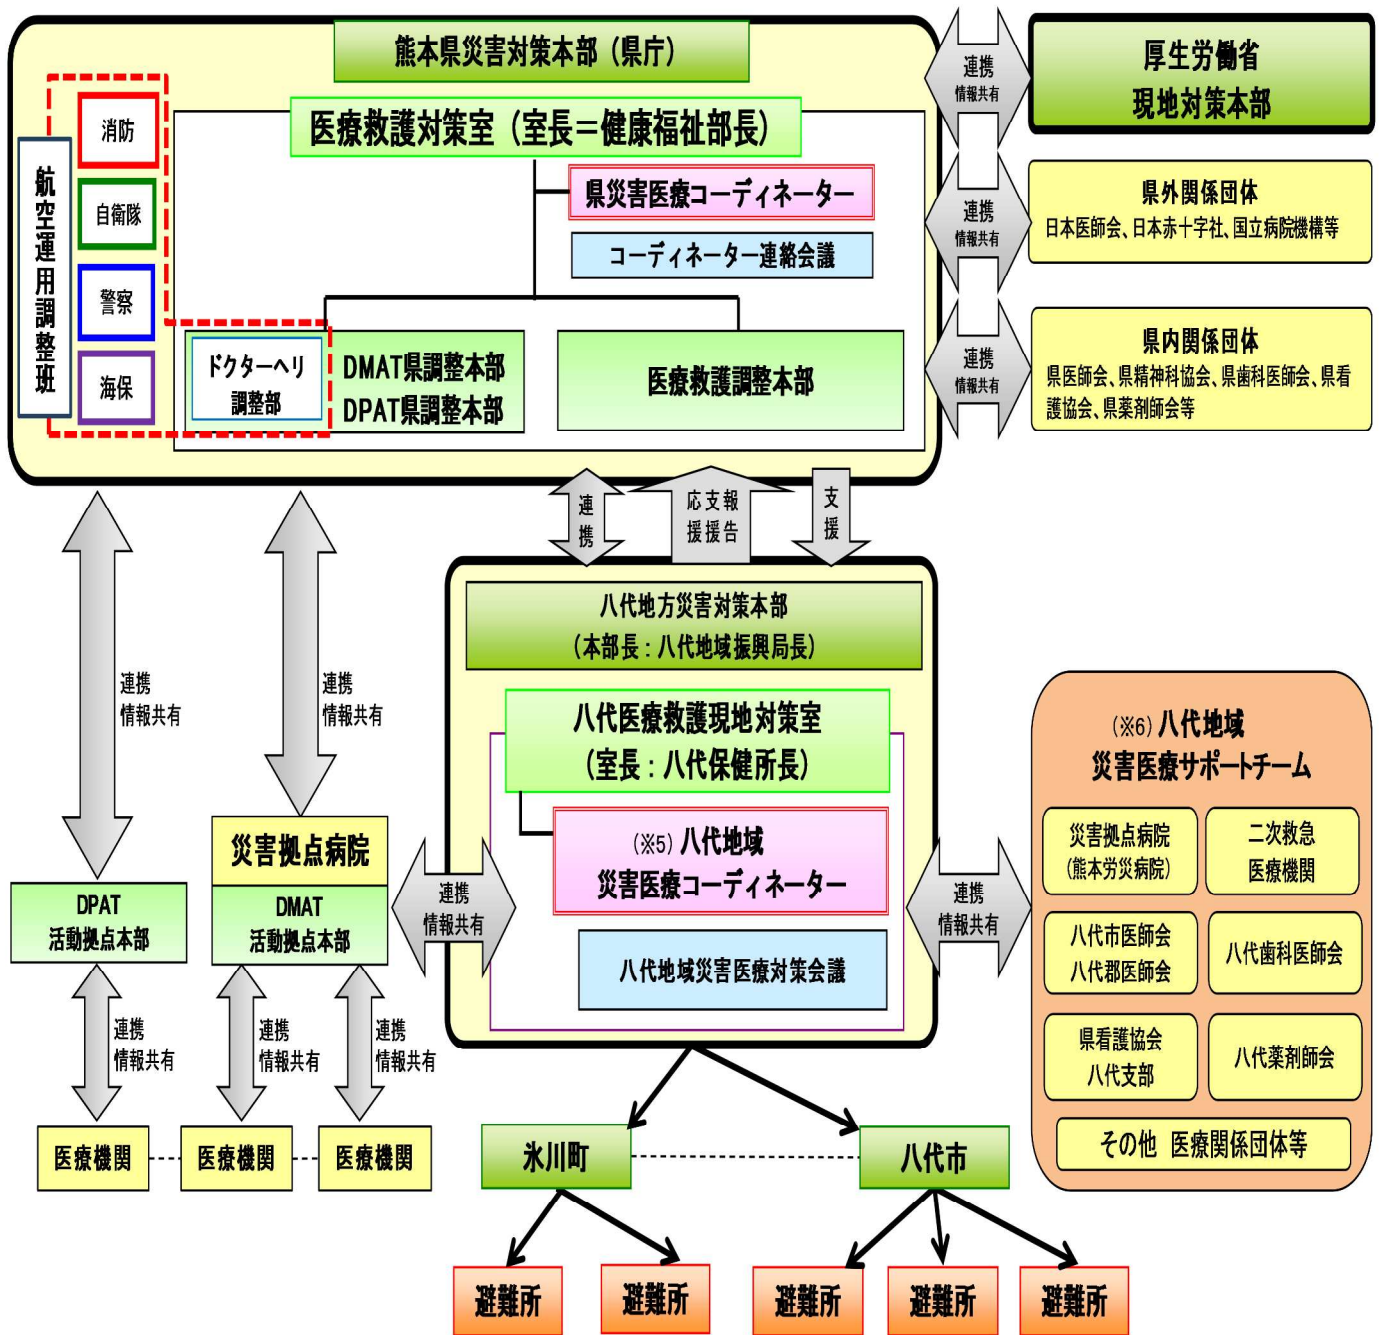 熊本県災害対策本部（県庁）
連携
情報共有
厚生労働省
現地対策本部
航空運用調整班
消防
自衛隊
警察
海保
医療救護対策室（室長＝健康福祉部長）
県災害医療コーディネーター
コーディネーター連絡会議
ドクターヘリ
調整部
DMAT県調整本部
DPAT県調整本部
医療救護調整本部
連携
情報共有
県外関係団体
日本医師会、日本赤十字社、国立病院機構等
連携
情報共有
県内関係団体
県医師会、県精神科協会、県歯科医師会、県看
護協会、県薬剤師会等
連携
応援
支援
報告
支援
連携
情報共有
連携
情報共有
八代地方災害対策本部
（本部長：八代地域振興局長）
八代医療救護現地対策室
（室長：八代保健所長）
（※5）八代地域
災害医療コーディネーター
八代地域災害医療対策会議
災害拠点病院
DMAT
活動拠点本部
DPAT
活動拠点本部
連携
情報共有
連携
情報共有
（※6）八代地域
災害医療サポートチーム
災害拠点病院
（熊本労災病院）
二次救急
医療機関
八代市医師会
八代郡医師会
八代歯科医師会
県看護協会
八代支部
八代薬剤師会
その他 医療関係団体等
連携
情報共有
連携
情報共有
連携
情報共有
医療機関
医療機関
医療機関
氷川町
八代市
避難所
避難所
避難所
避難所
避難所